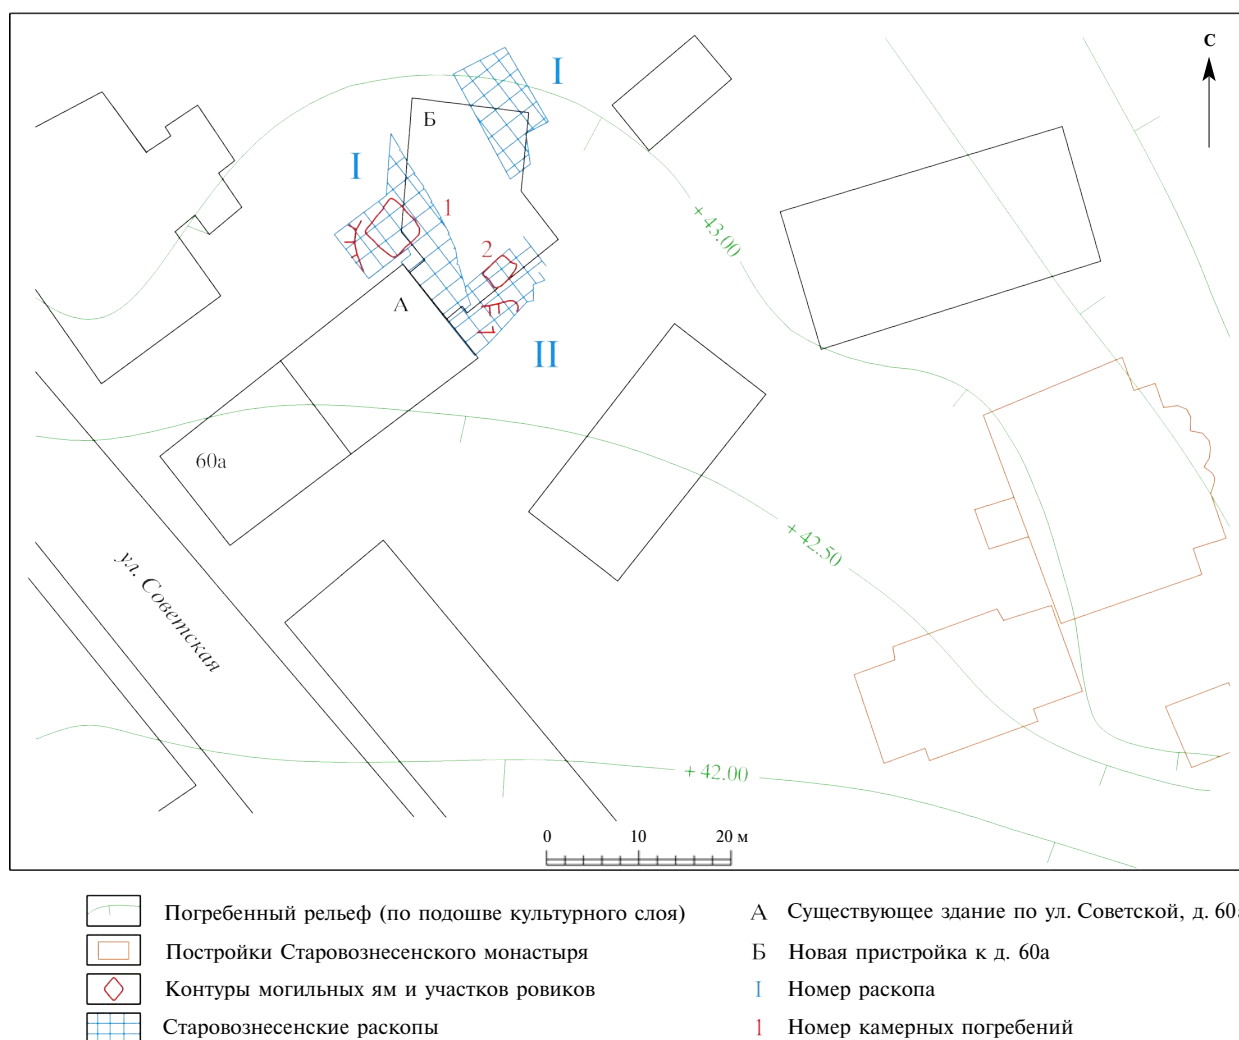 С
I
Б
I
1
2
+43.00
А
II
60а
+42.50
ул. Советская
+42.00
0 10 20 м
Погребенный рельеф (по подошве культурного слоя)
Постройки Старовознесенского монастыря
Контуры могильных ям и участков ровиков
Старовознесенские раскопы
А Существующее здание по ул. Советской, д. 60а
Б Новая пристройка к д. 60а
I Номер раскопа
1 Номер камерных погребений